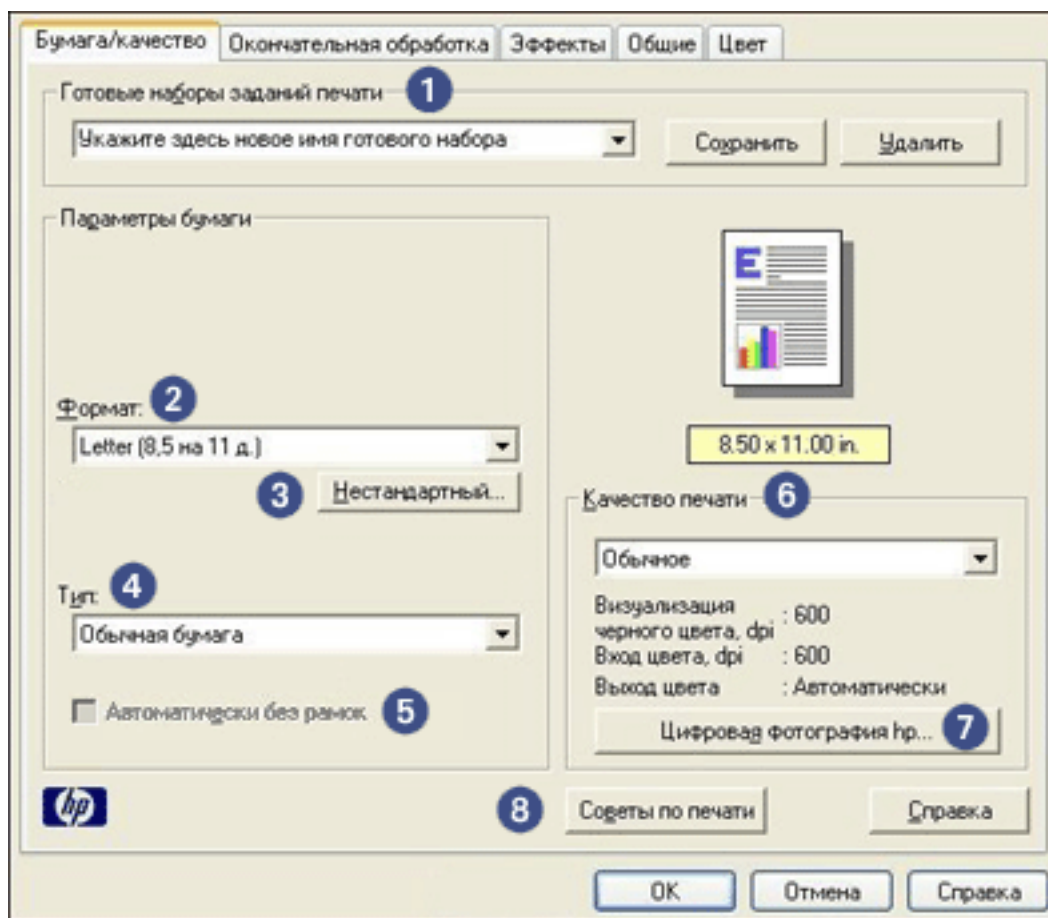 Бумага/качество Окончательная обработка Эффекты Общие Цвет
Готовые наборы заданий печати 1
Укажите здесь новое имя готового набора Сохранить Удалить
Параметры бумаги
E
Формат: 2
Letter (8,5 на 11 д.)
8.50 x 11.00 in.
3 Нестандартный...
Качество печати 6
Обычное
Тип: 4
Обычная бумага
Визуализация
черного цвета, dpi : 600
Вход цвета, dpi : 600
Выход цвета : Автоматически
Автоматически без рамок 5
Цифровая фотография hp... 7
hp
8 Советы по печати Справка
OK Отмена Справка